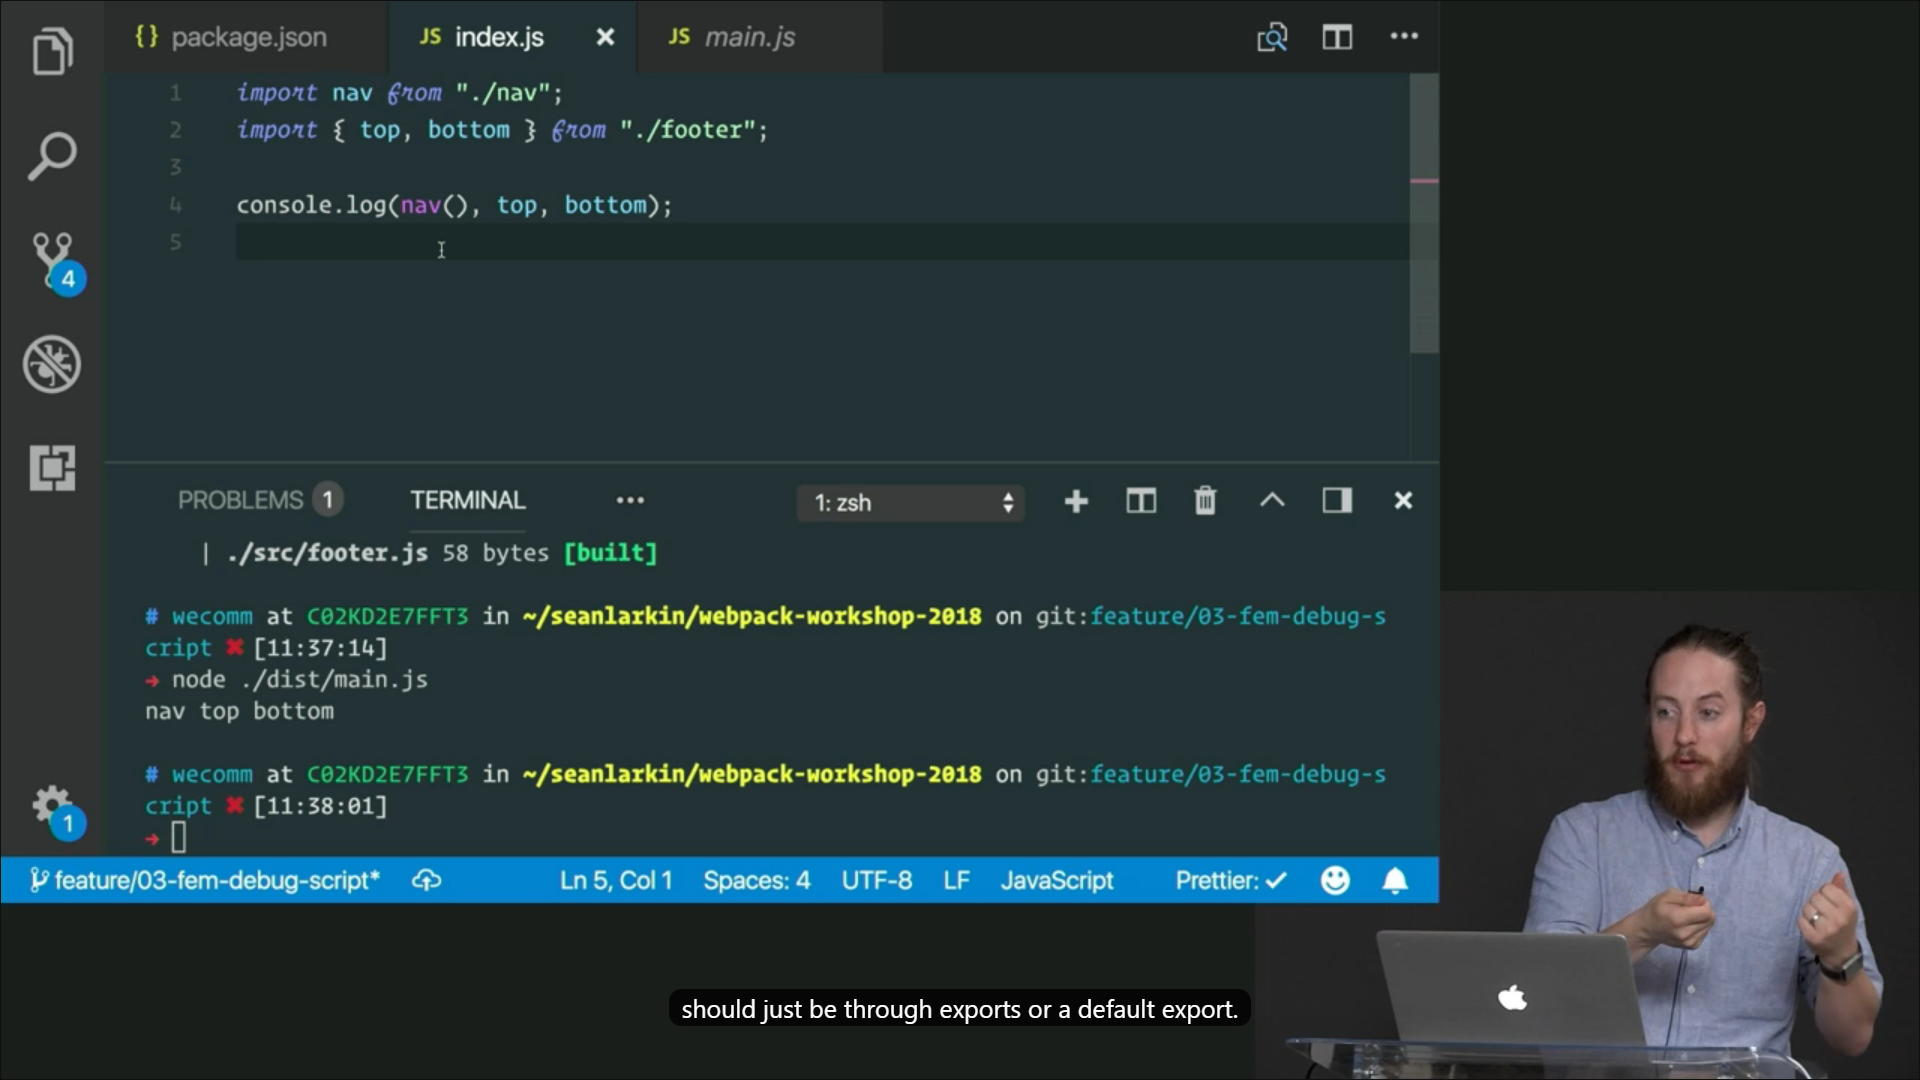 {} package.json
JS index.js
JS main.js
1 import nav from "./nav";
2 import { top, bottom } from "./footer";
3
4 console.log(nav(), top, bottom);
5
4
1
PROBLEMS 1
TERMINAL
1: zsh
| ./src/footer.js 58 bytes [built]
# wecomm at C02KD2E7FFT3 in ~/seanlarkin/webpack-workshop-2018 on git:feature/03-fem-debug-s
cript ✖ [11:37:14]
→ node ./dist/main.js
nav top bottom
# wecomm at C02KD2E7FFT3 in ~/seanlarkin/webpack-workshop-2018 on git:feature/03-fem-debug-s
cript ✖ [11:38:01]
→
feature/03-fem-debug-script* Ln 5, Col 1 Spaces: 4 UTF-8 LF JavaScript Prettier: ✓
should just be through exports or a default export.